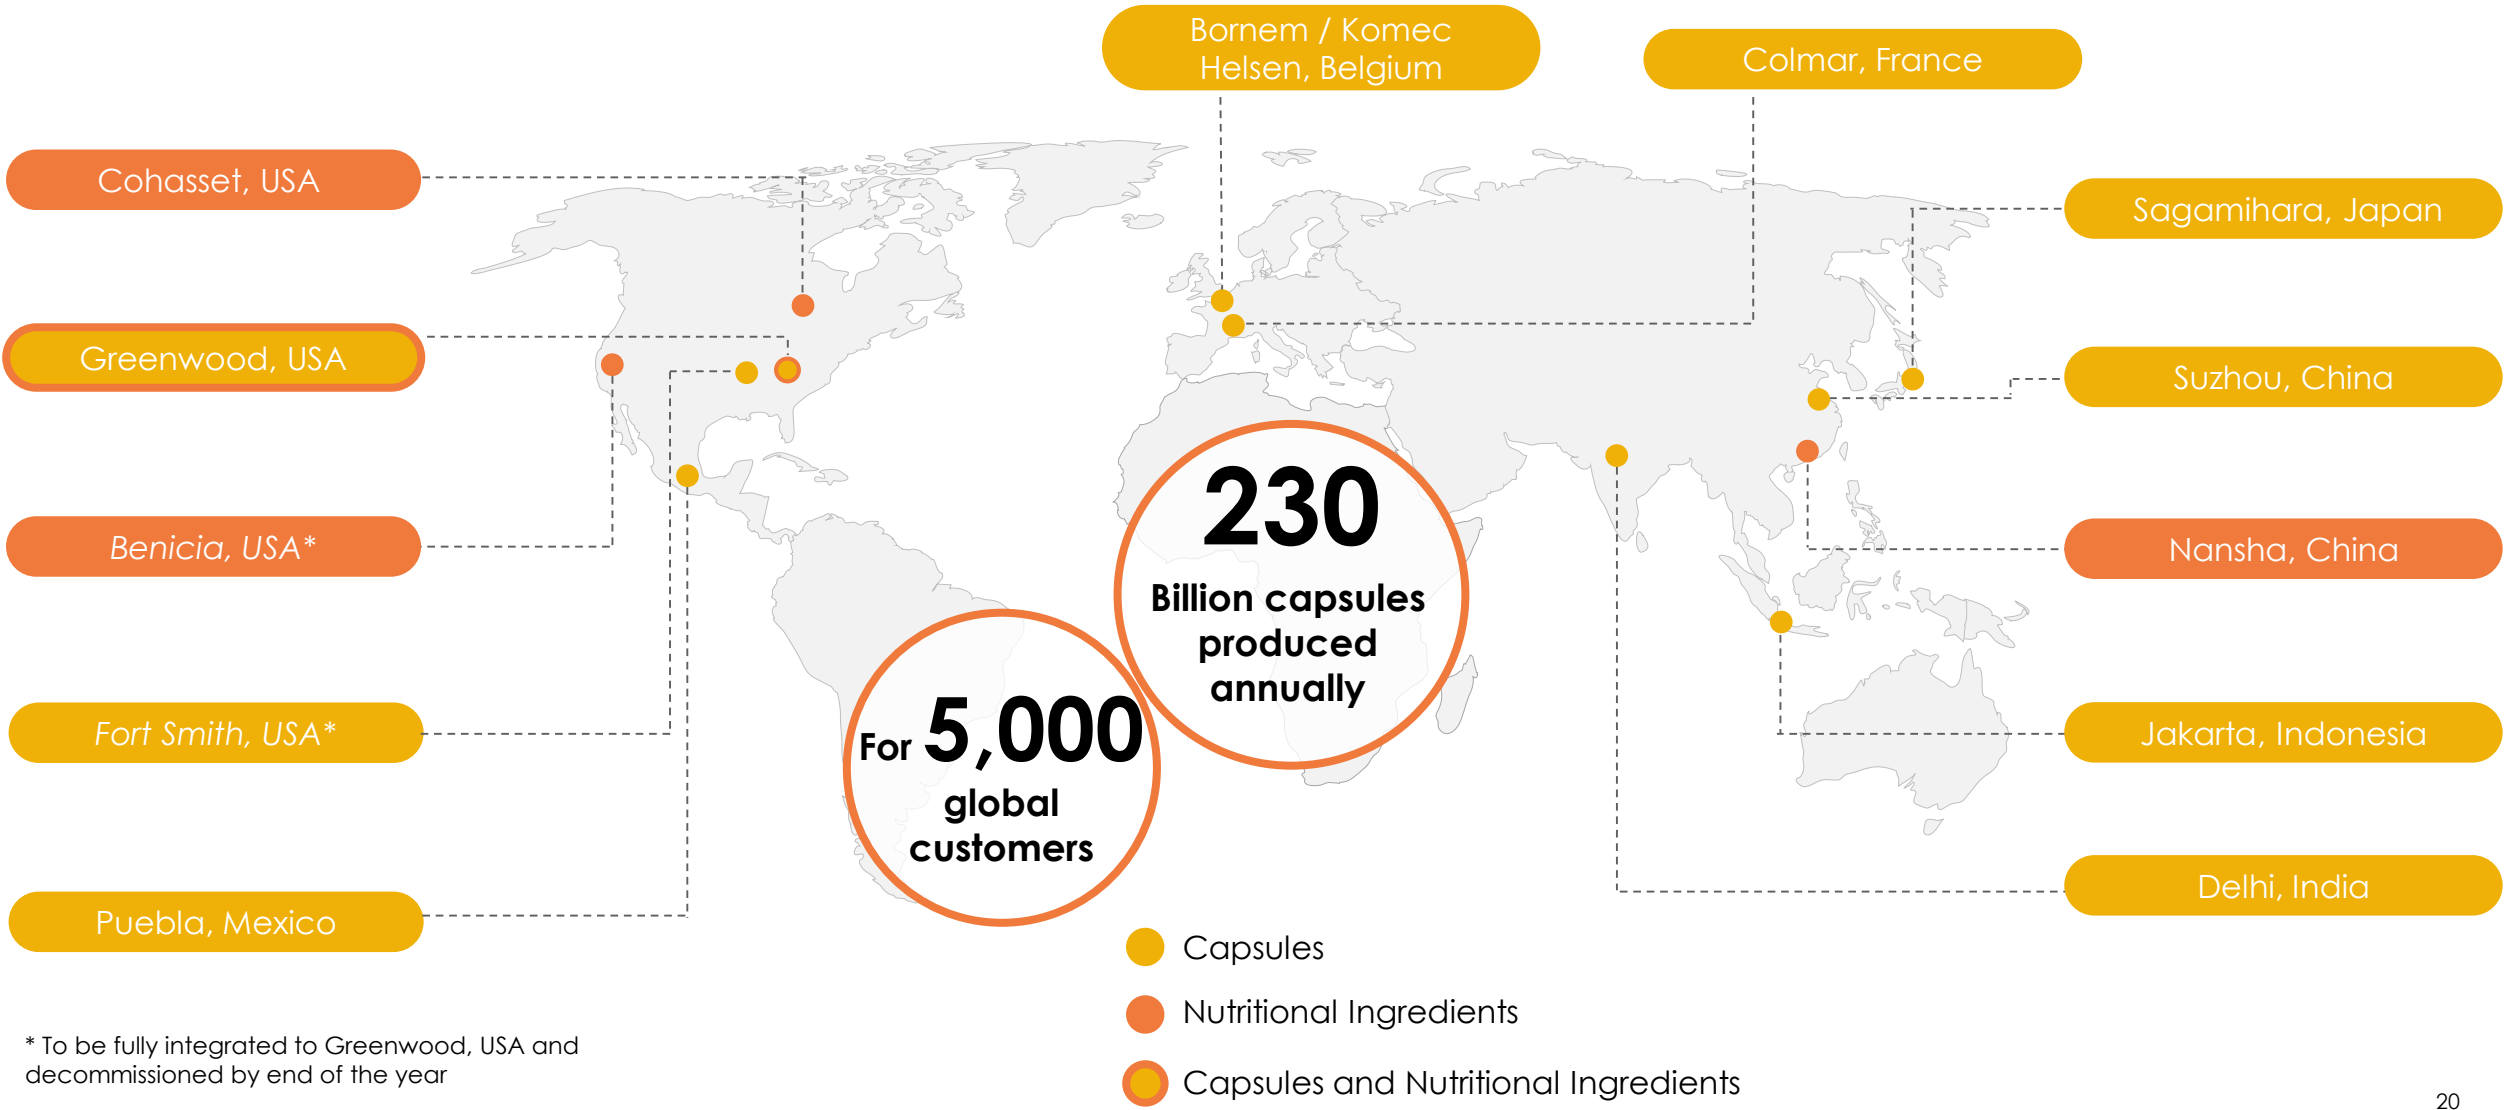 Bornem / Komec
Helsen, Belgium
Colmar, France
Cohasset, USA
Sagamihara, Japan
Greenwood, USA
Suzhou, China
Benicia, USA*
Nansha, China
Fort Smith, USA*
Jakarta, Indonesia
Puebla, Mexico
Delhi, India
230
Billion capsules
produced
annually
For 5,000
global
customers
Capsules
Nutritional Ingredients
Capsules and Nutritional Ingredients
* To be fully integrated to Greenwood, USA and
decommissioned by end of the year
20